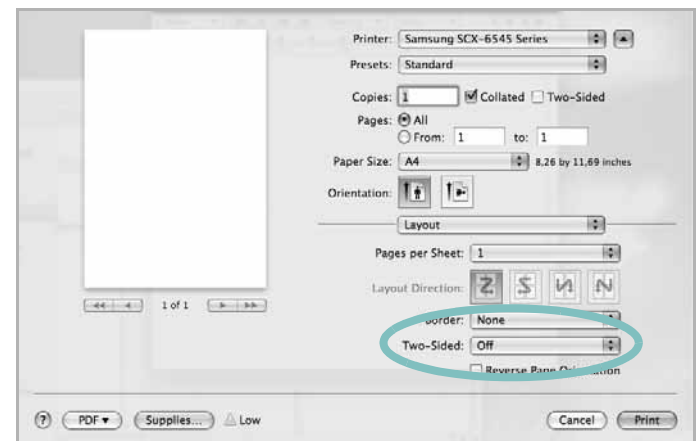 Printer: Samsung SCX-6545 Series
Presets: Standard
Copies: 1 Collated Two-Sided
Pages: All
From: 1 to: 1
Paper Size: A4 8,26 by 11,69 inches
Orientation:
Layout
Pages per Sheet: 1
Layout Direction:
1 of 1
Border: None
Two-Sided: Off
Reverse Page Orientation
? PDF Supplies... Low Cancel Print